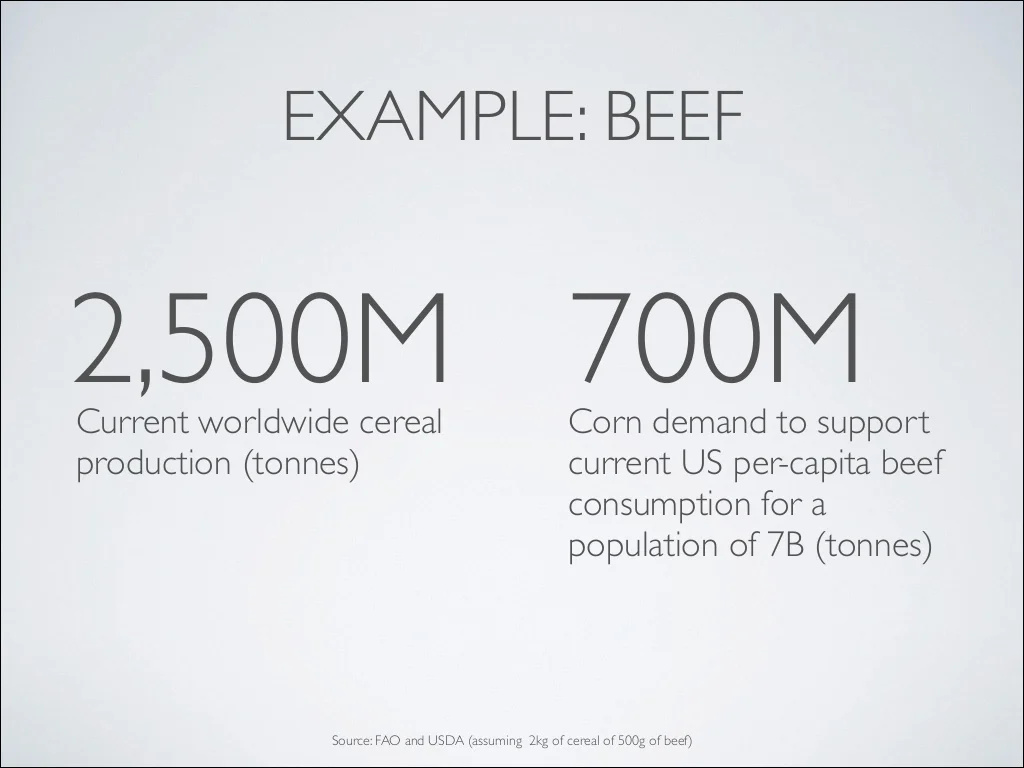 EXAMPLE: BEEF
2,500M
Current worldwide cereal
production (tonnes)
700M
Corn demand to support
current US per-capita beef
consumption for a
population of 7B (tonnes)
Source: FAO and USDA (assuming 2kg of cereal of 500g of beef)